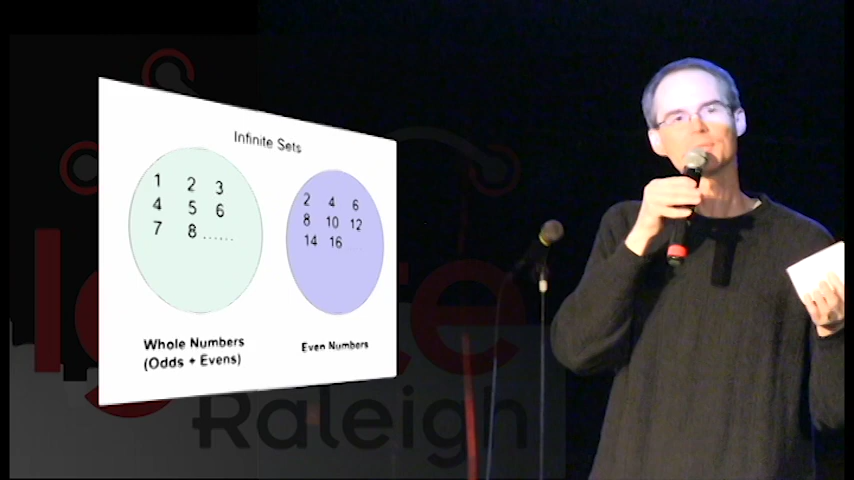 Infinite Sets
1 2 3
4 5 6
7 8 ......
2 4 6
8 10 12
14 16 ....
Whole Numbers
(Odds + Evens)
Even Numbers
Ignite
Raleigh